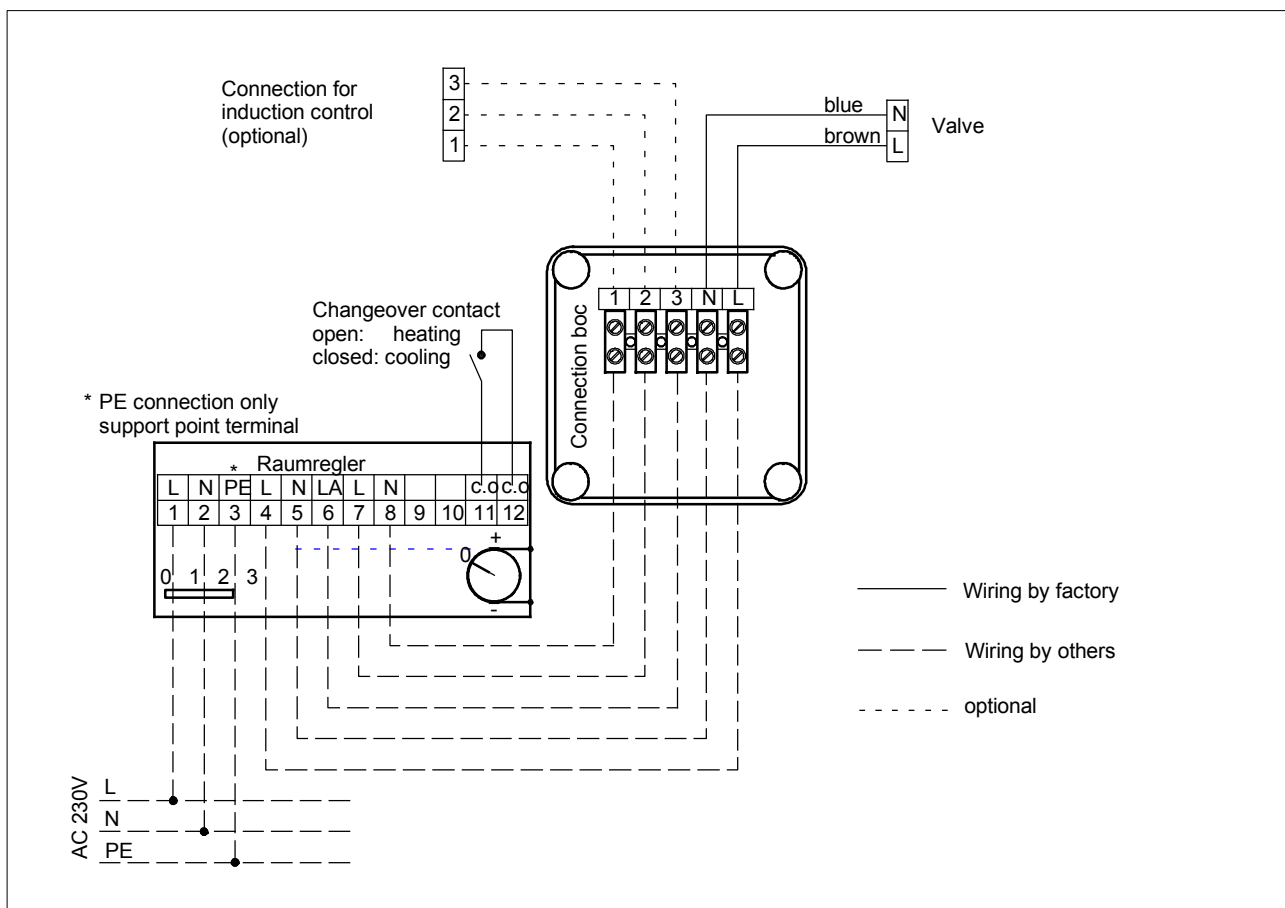 Connection for
induction control
(optional)
3
2
1
blue
N
brown
L
Valve
Connection boc
1 2 3 N L
Changeover contact
open: heating
closed: cooling
* PE connection only
support point terminal
* Raumregler
L N PE L N LA L N c.o c.o
1 2 3 4 5 6 7 8 9 10 11 12
+
0
-
0 1 2 3
Wiring by factory
Wiring by others
optional
AC 230V
L
N
PE